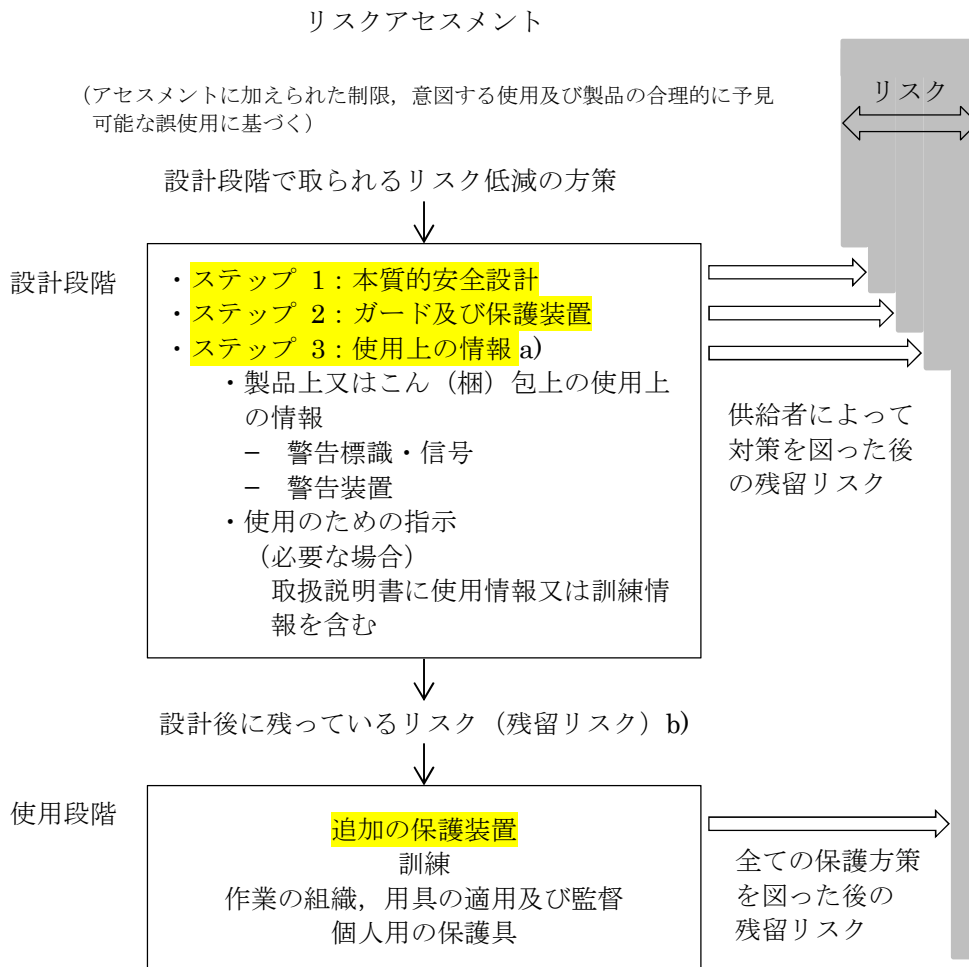 リスクアセスメント
リスク
（アセスメントに加えられた制限，意図する使用及び製品の合理的に予見
可能な誤使用に基づく）
設計段階で取られるリスク低減の方策
設計段階
・ステップ 1：本質的安全設計
・ステップ 2：ガード及び保護装置
・ステップ 3：使用上の情報 a)
・製品上又はこん（梱）包上の使用上
の情報
− 警告標識・信号
− 警告装置
・使用のための指示
（必要な場合）
取扱説明書に使用情報又は訓練情
報を含む
供給者によって
対策を図った後
の残留リスク
設計後に残っているリスク（残留リスク）b)
使用段階
追加の保護装置
訓練
作業の組織，用具の適用及び監督
個人用の保護具
全ての保護方策
を図った後の
残留リスク